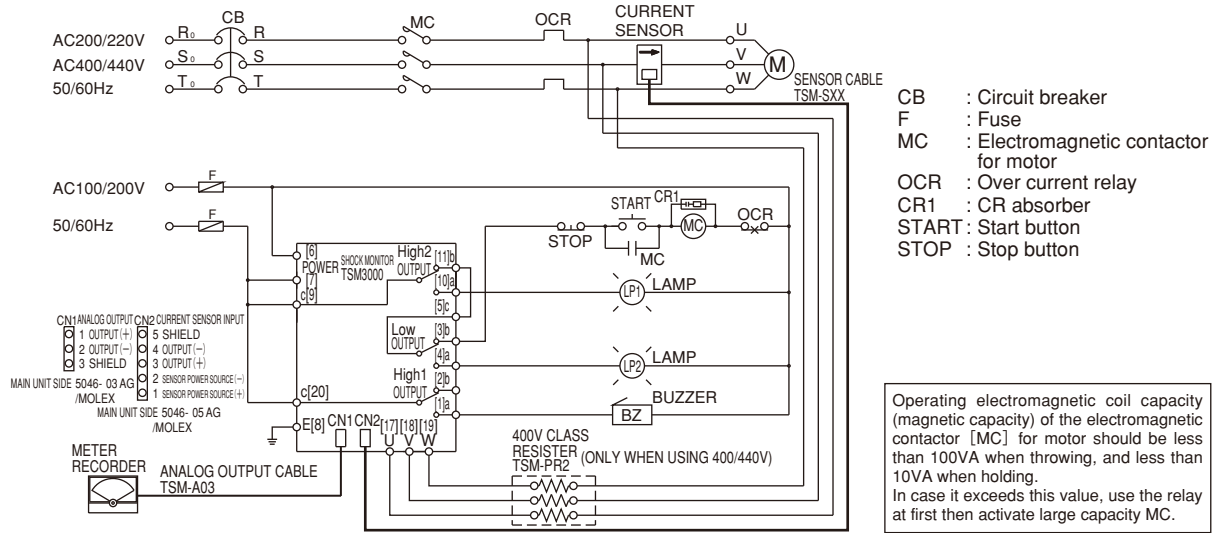 CB
MC
OCR
CURRENT
SENSOR
AC200/220V
R₀
R
U
AC400/440V
S₀
S
V
M
50/60Hz
T₀
T
W
SENSOR CABLE
TSM-SXX
CB : Circuit breaker
F : Fuse
MC : Electromagnetic contactor
for motor
OCR : Over current relay
CR1 : CR absorber
START : Start button
STOP : Stop button
AC100/200V
F
50/60Hz
F
START
CR1
MC
OCR
STOP
MC
[6]
POWER
[7]
c[9]
SHOCK MONITOR
TSM3000
High2
OUTPUT
[11]b
[10]a
[5]c
LP1
LAMP
Low
OUTPUT
[3]b
[4]a
LP2
LAMP
High1
OUTPUT
[2]b
[1]a
BZ
BUZZER
c[20]
E[8]
CN1
CN2
[17]
[18]
[19]
U
V
W
CN1 ANALOG OUTPUT
1 OUTPUT(+)
2 OUTPUT(−)
3 SHIELD
MAIN UNIT SIDE 5046- 03 AG
/MOLEX
CN2 CURRENT SENSOR INPUT
5 SHIELD
4 OUTPUT(−)
3 OUTPUT(+)
2 SENSOR POWER SOURCE(−)
1 SENSOR POWER SOURCE(+)
MAIN UNIT SIDE 5046- 05 AG
/MOLEX
METER
RECORDER
ANALOG OUTPUT CABLE
TSM-A03
400V CLASS
RESISTER
TSM-PR2
(ONLY WHEN USING 400/440V)
Operating electromagnetic coil capacity
(magnetic capacity) of the electromagnetic
contactor [MC] for motor should be less
than 100VA when throwing, and less than
10VA when holding.
In case it exceeds this value, use the relay
at first then activate large capacity MC.